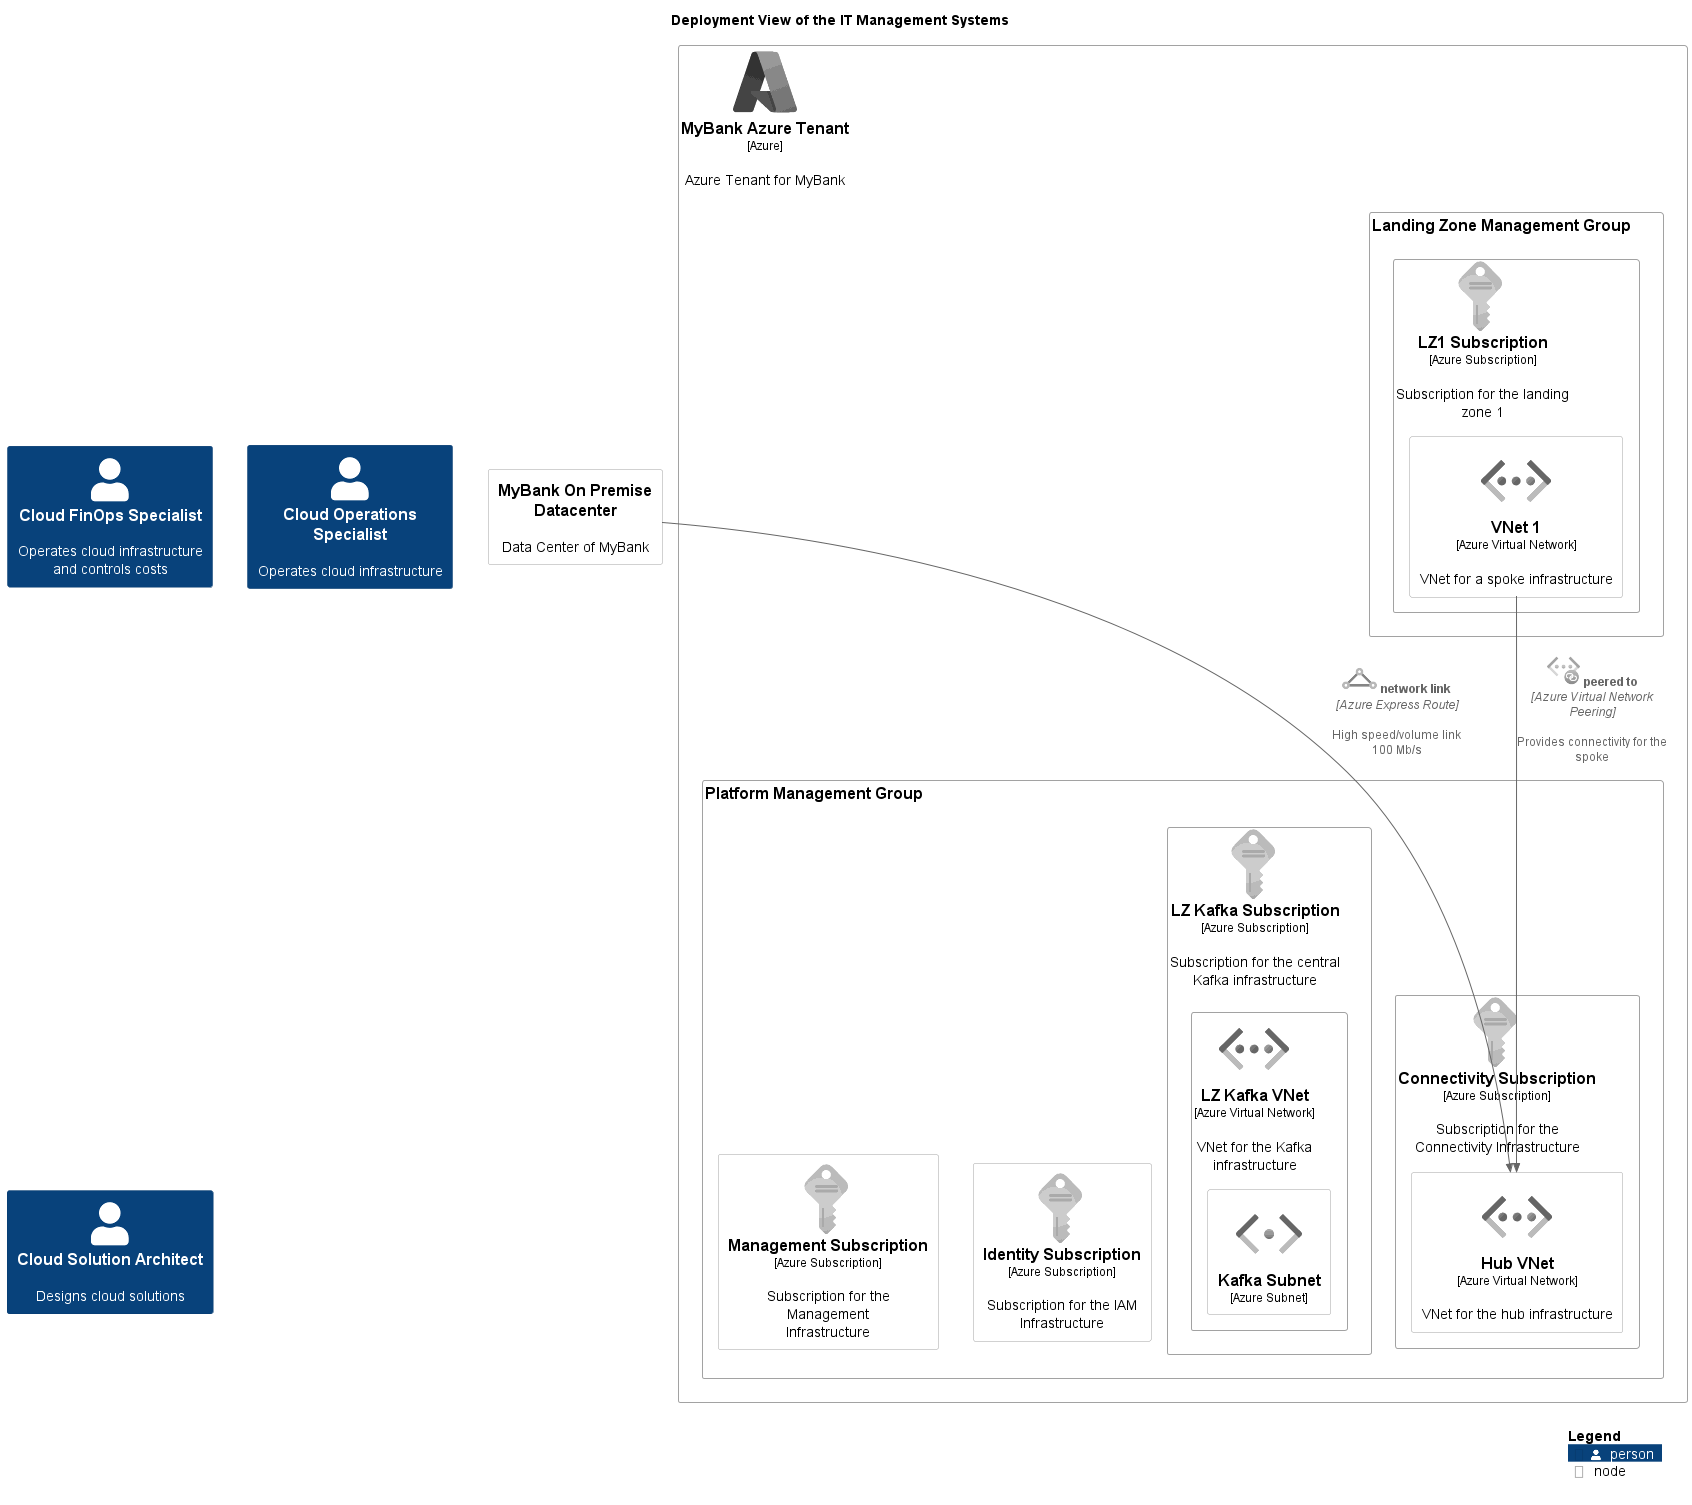 Deployment View of the IT Management Systems
MyBank Azure Tenant
[Azure]
Azure Tenant for MyBank
Landing Zone Management Group
LZ1 Subscription
[Azure Subscription]
Subscription for the landing
zone 1
VNet 1
[Azure Virtual Network]
VNet for a spoke infrastructure
Cloud FinOps Specialist
Operates cloud infrastructure
and controls costs
Cloud Operations
Specialist
Operates cloud infrastructure
MyBank On Premise
Datacenter
Data Center of MyBank
network link
[Azure Express Route]
High speed/volume link
100 Mb/s
peered to
[Azure Virtual Network
Peering]
Provides connectivity for the
spoke
Platform Management Group
LZ Kafka Subscription
[Azure Subscription]
Subscription for the central
Kafka infrastructure
LZ Kafka VNet
[Azure Virtual Network]
VNet for the Kafka
infrastructure
Kafka Subnet
[Azure Subnet]
Connectivity Subscription
[Azure Subscription]
Subscription for the
Connectivity Infrastructure
Hub VNet
[Azure Virtual Network]
VNet for the hub infrastructure
Management Subscription
[Azure Subscription]
Subscription for the
Management
Infrastructure
Identity Subscription
[Azure Subscription]
Subscription for the IAM
Infrastructure
Cloud Solution Architect
Designs cloud solutions
Legend
person
node